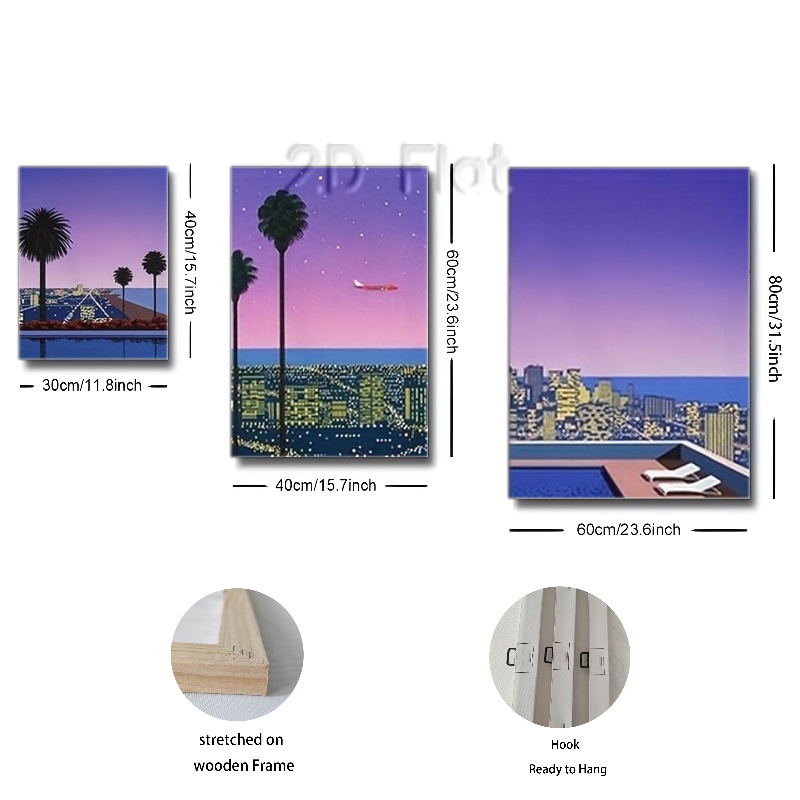 2D Flat
40cm/15.7inch
30cm/11.8inch
60cm/23.6inch
40cm/15.7inch
80cm/31.5inch
60cm/23.6inch
stretched on
wooden Frame
Hook
Ready to Hang